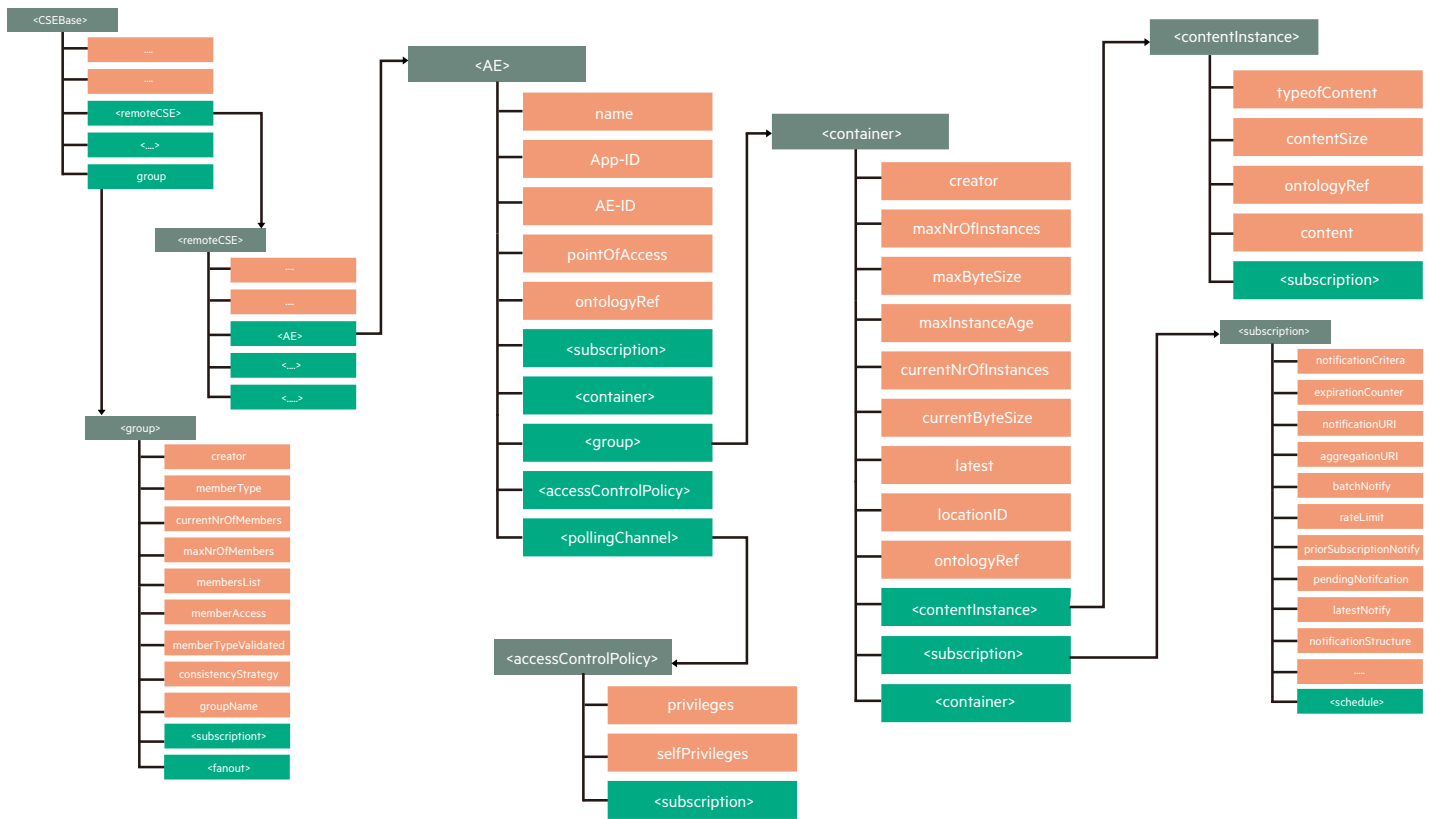 <CSEBase>
....
....
<remoteCSE>
<....>
group
<remoteCSE>
....
....
<AE>
<....>
<.....>
<group>
creator
memberType
currentNrOfMembers
maxNrOfMembers
membersList
memberAccess
memberTypeValidated
consistencyStrategy
groupName
<subscriptiont>
<fanout>
<AE>
name
App-ID
AE-ID
pointOfAccess
ontologyRef
<subscription>
<container>
<group>
<accessControlPolicy>
<pollingChannel>
<accessControlPolicy>
privileges
selfPrivileges
<subscription>
<container>
creator
maxNrOfInstances
maxByteSize
maxInstanceAge
currentNrOfInstances
currentByteSize
latest
locationID
ontologyRef
<contentInstance>
<subscription>
<container>
<contentInstance>
typeofContent
contentSize
ontologyRef
content
<subscription>
<subscription>
notificationCritera
expirationCounter
notificationURI
aggregationURI
batchNotify
rateLimit
priorSubscriptionNotify
pendingNotifcation
latestNotify
notificationStructure
.....
<schedule>